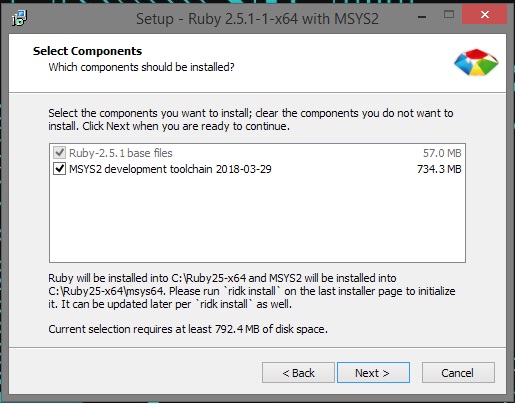 Setup - Ruby 2.5.1-1-x64 with MSYS2
Select Components
Which components should be installed?
Select the components you want to install; clear the components you do not want to
install. Click Next when you are ready to continue.
Ruby-2.5.1 base files 57.0 MB
MSYS2 development toolchain 2018-03-29 734.3 MB
Ruby will be installed into C:\Ruby25-x64 and MSYS2 will be installed into
C:\Ruby25-x64\msys64. Please run `ridk install` on the last installer page to initialize
it. It can be updated later per `ridk install` as well.
Current selection requires at least 792.4 MB of disk space.
< Back Next > Cancel